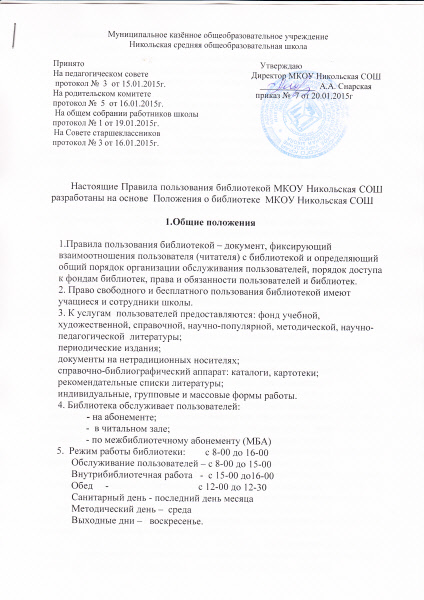 Муниципальное казённое общеобразовательное учреждение
Никольская средняя общеобразовательная школа
Принято Утверждаю
На педагогическом совете Директор МКОУ Никольская СОШ
протокол № 3 от 15.01.2015г. А.А. Снарская
На родительском комитете приказ № 7 от 20.01.2015г
протокол № 5 от 16.01.2015г.
На общем собрании работников школы
протокол № 1 от 19.01.2015г.
На Совете старшеклассников
протокол № 3 от 16.01.2015г.
Настоящие Правила пользования библиотекой МКОУ Никольская СОШ
разработаны на основе Положения о библиотеке МКОУ Никольская СОШ
1.Общие положения
1.Правила пользования библиотекой – документ, фиксирующий
взаимоотношения пользователя (читателя) с библиотекой и определяющий
общий порядок организации обслуживания пользователей, порядок доступа
к фондам библиотек, права и обязанности пользователей и библиотек.
2. Право свободного и бесплатного пользования библиотекой имеют
учащиеся и сотрудники школы.
3. К услугам пользователей предоставляются: фонд учебной,
художественной, справочной, научно-популярной, методической, научно-
педагогической литературы;
периодические издания;
документы на нетрадиционных носителях;
справочно-библиографический аппарат: каталоги, картотеки;
рекомендательные списки литературы;
индивидуальные, групповые и массовые формы работы.
4. Библиотека обслуживает пользователей:
- на абонементе;
- в читальном зале;
- по межбиблиотечному абонементу (МБА)
5. Режим работы библиотеки: с 8-00 до 16-00
Обслуживание пользователей – с 8-00 до 15-00
Внутрибиблиотечная работа - с 15-00 до16-00
Обед - с 12-00 до 12-30
Санитарный день - последний день месяца
Методический день – среда
Выходные дни – воскресенье.